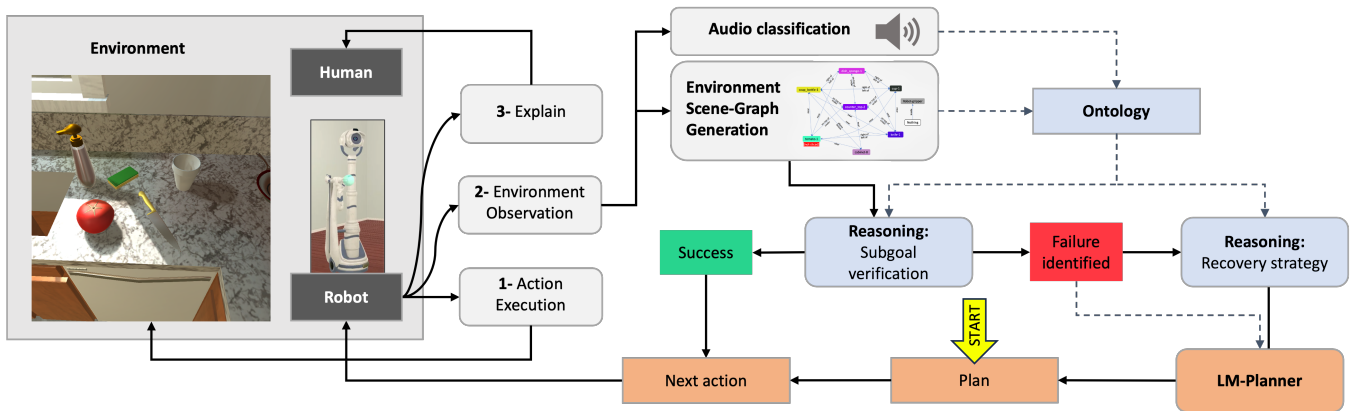 Environment
Human
Robot
3- Explain
2- Environment
Observation
1- Action
Execution
Audio classification
Environment
Scene-Graph
Generation
Ontology
Success
Reasoning:
Subgoal
verification
Failure
identified
Reasoning:
Recovery strategy
START
Next action
Plan
LM-Planner